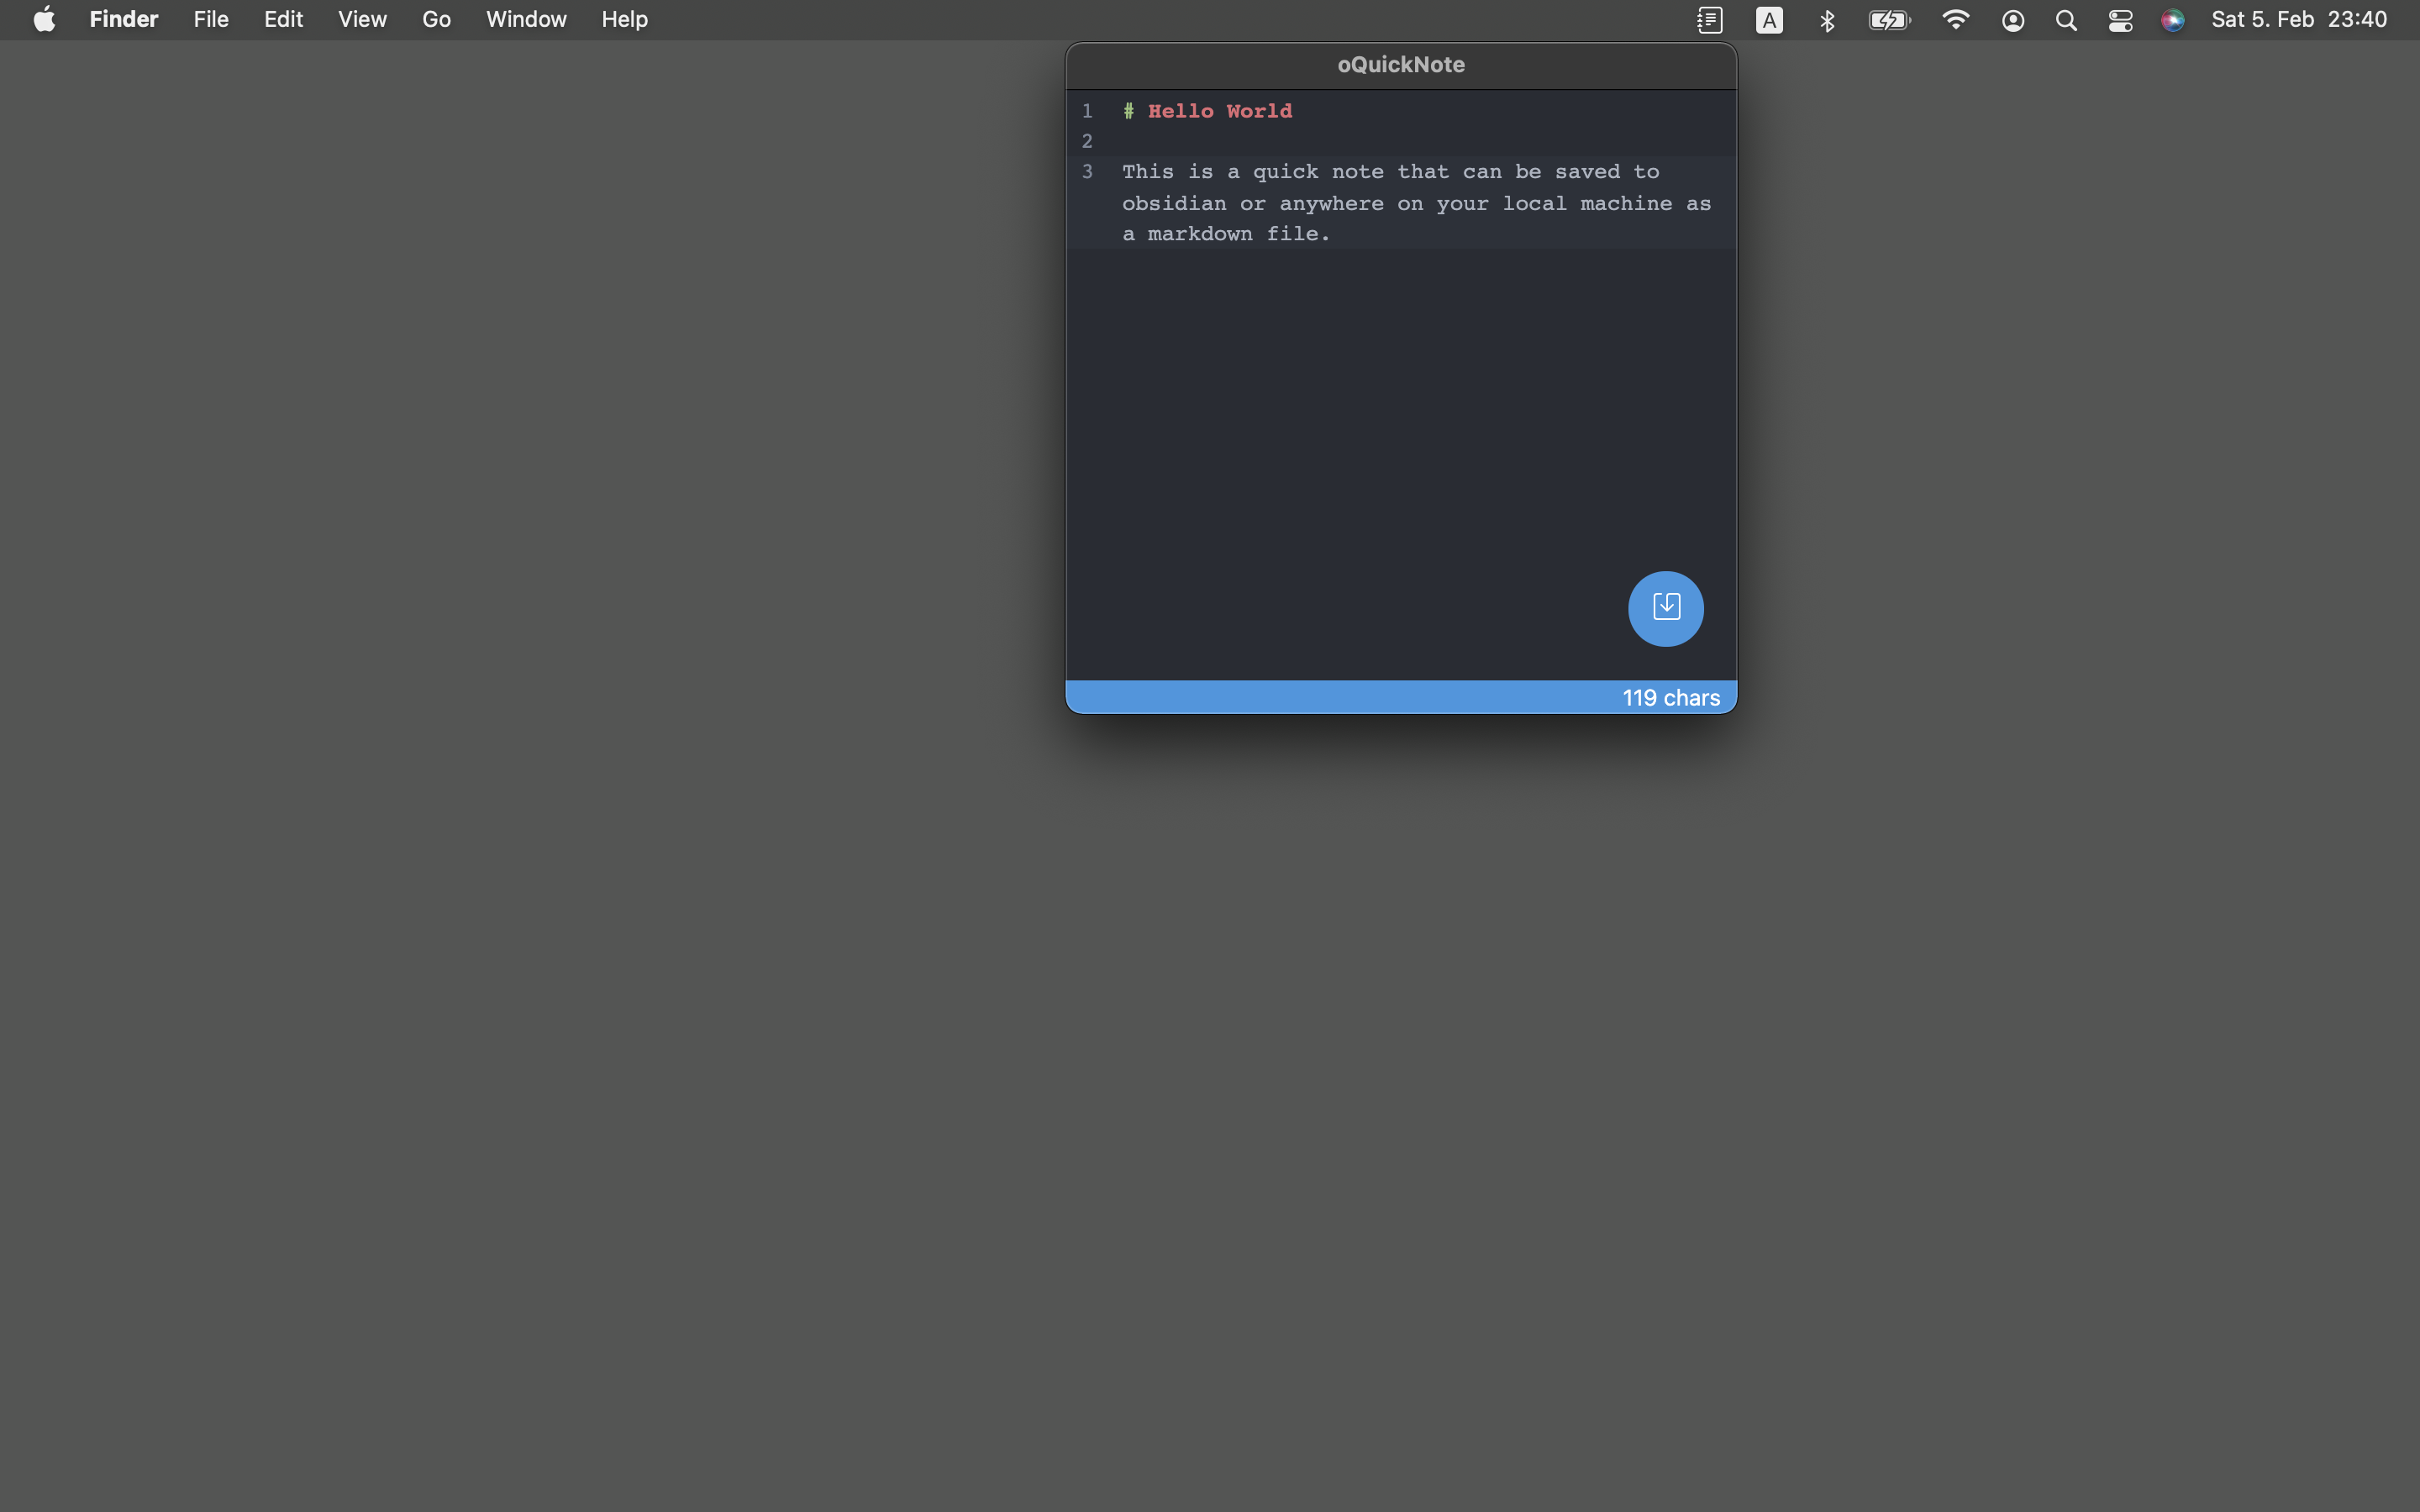 Finder File Edit View Go Window Help A Sat 5. Feb 23:40
oQuickNote
1 # Hello World
2
3 This is a quick note that can be saved to
obsidian or anywhere on your local machine as
a markdown file.
119 chars